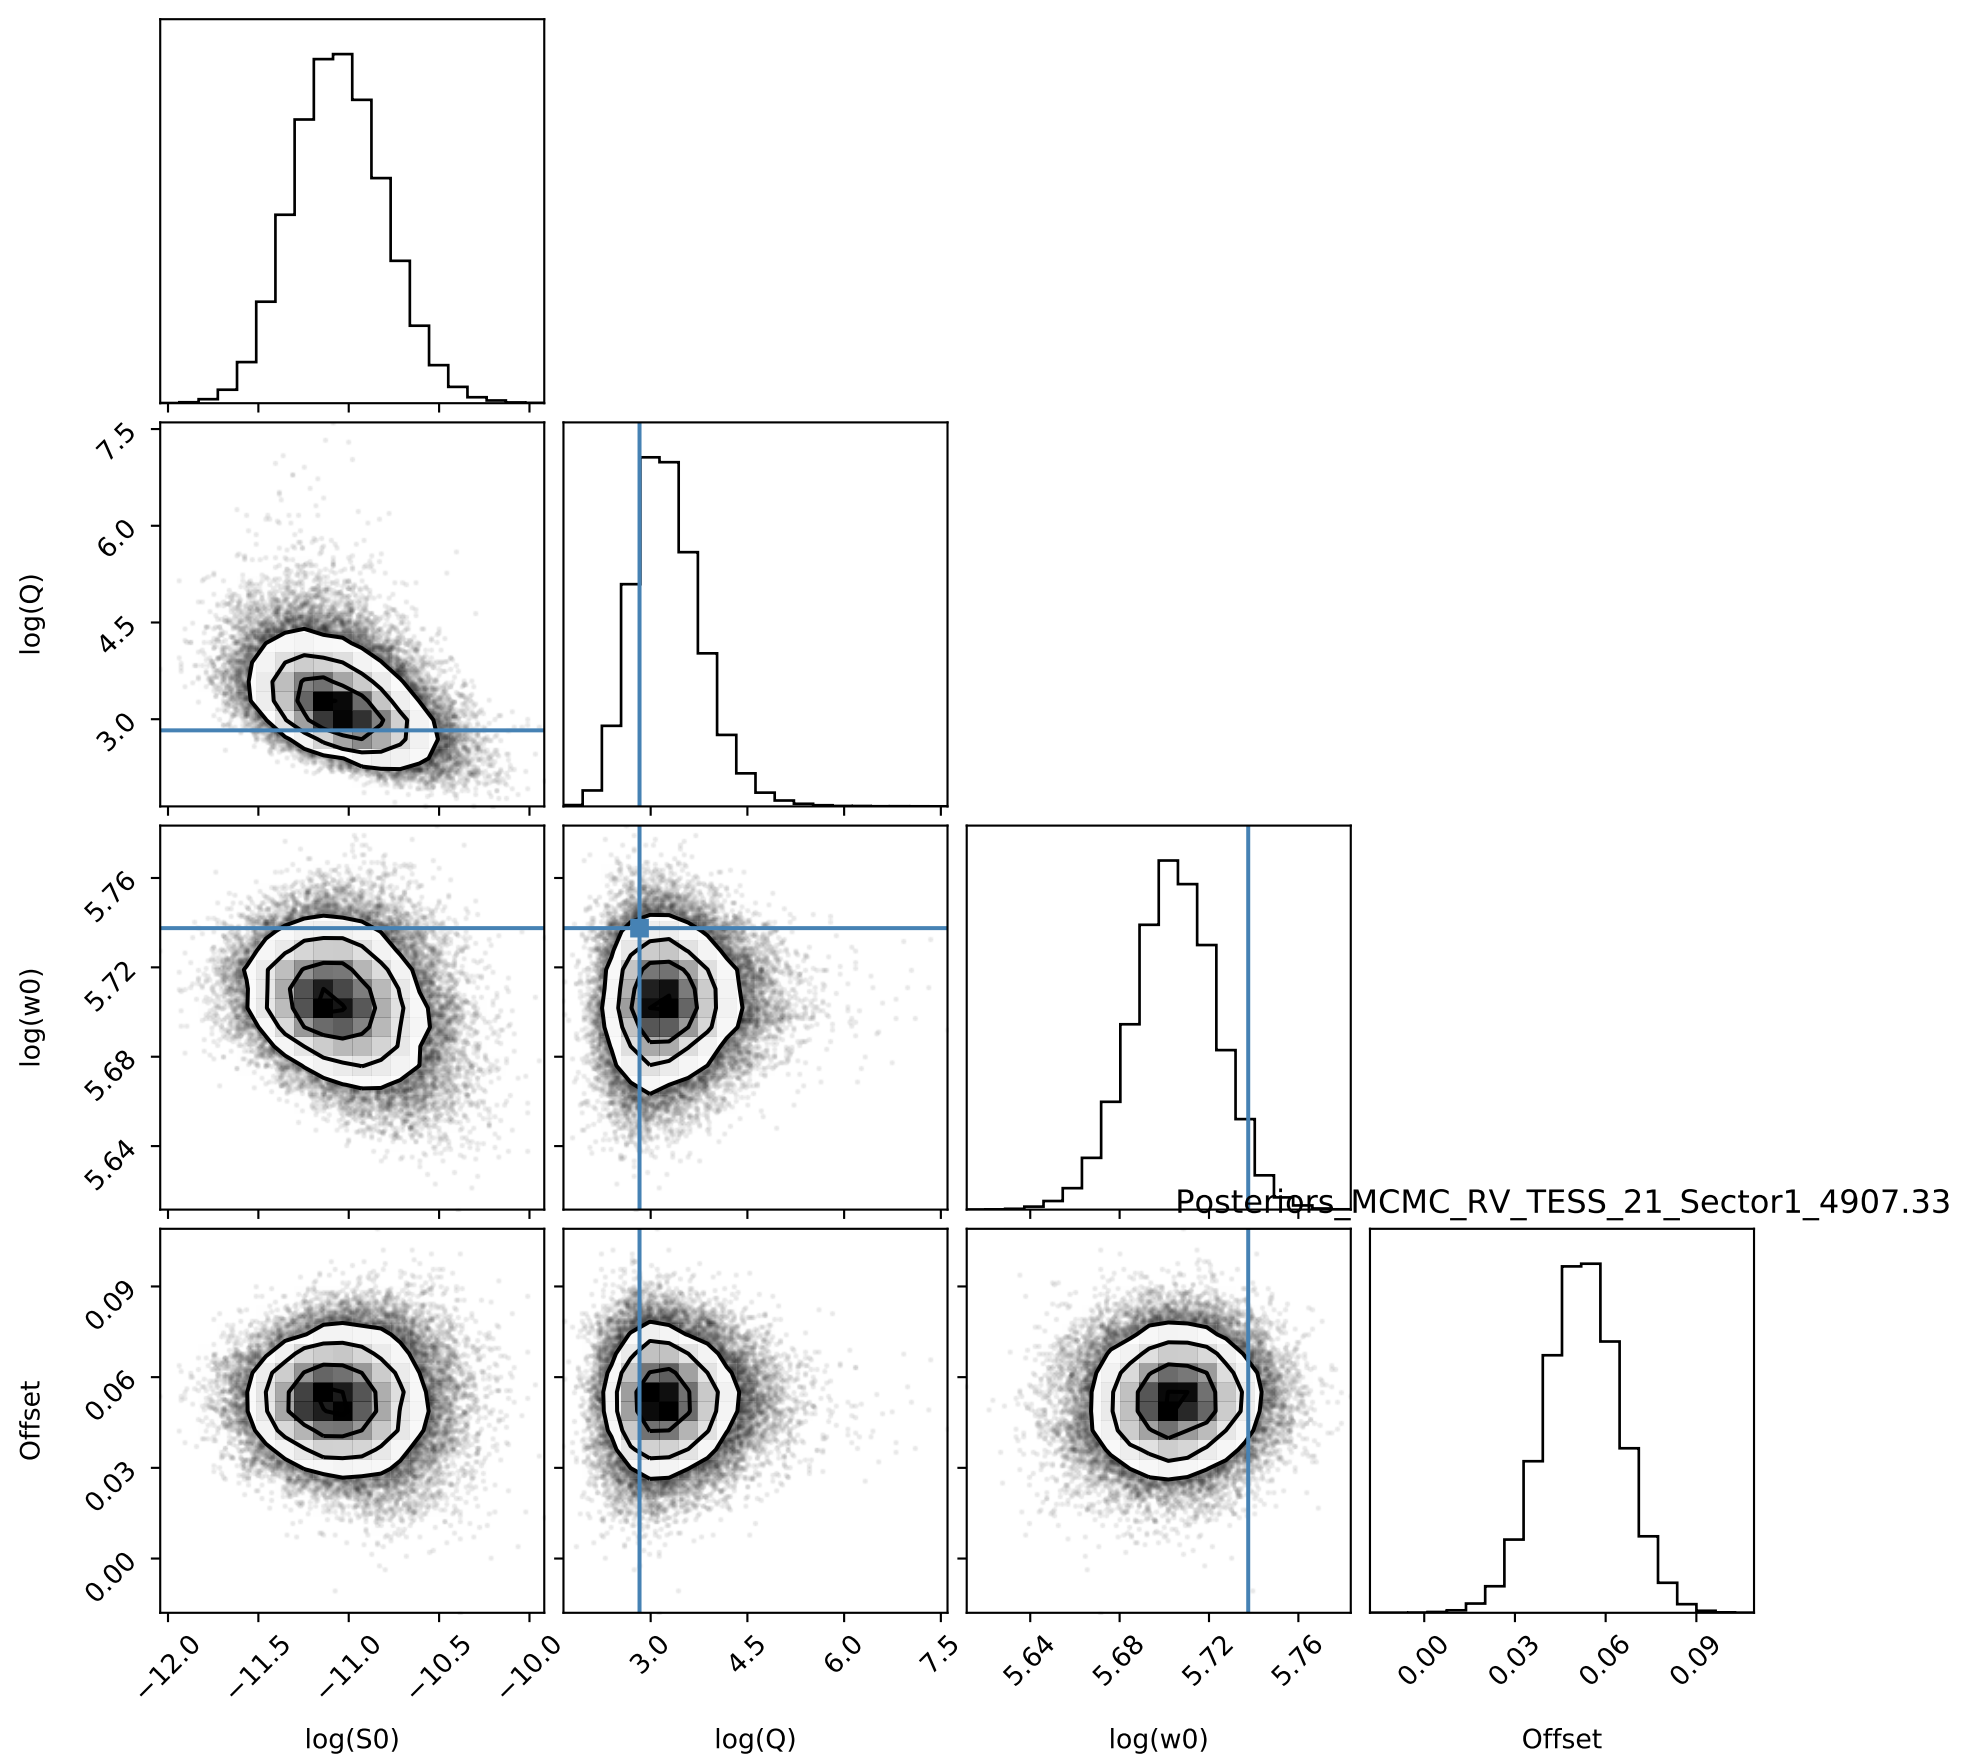 7.5
6.0
4.5
3.0
log(Q)
5.76
5.72
5.68
5.64
log(w0)
Posteriors_MCMC_RV_TESS_21_Sector1_4907.33
0.09
0.06
0.03
0.00
Offset
−12.0 −11.5 −11.0 −10.5 −10.0 3.0 4.5 6.0 7.5 5.64 5.68 5.72 5.76 0.00 0.03 0.06 0.09
log(S0) log(Q) log(w0) Offset